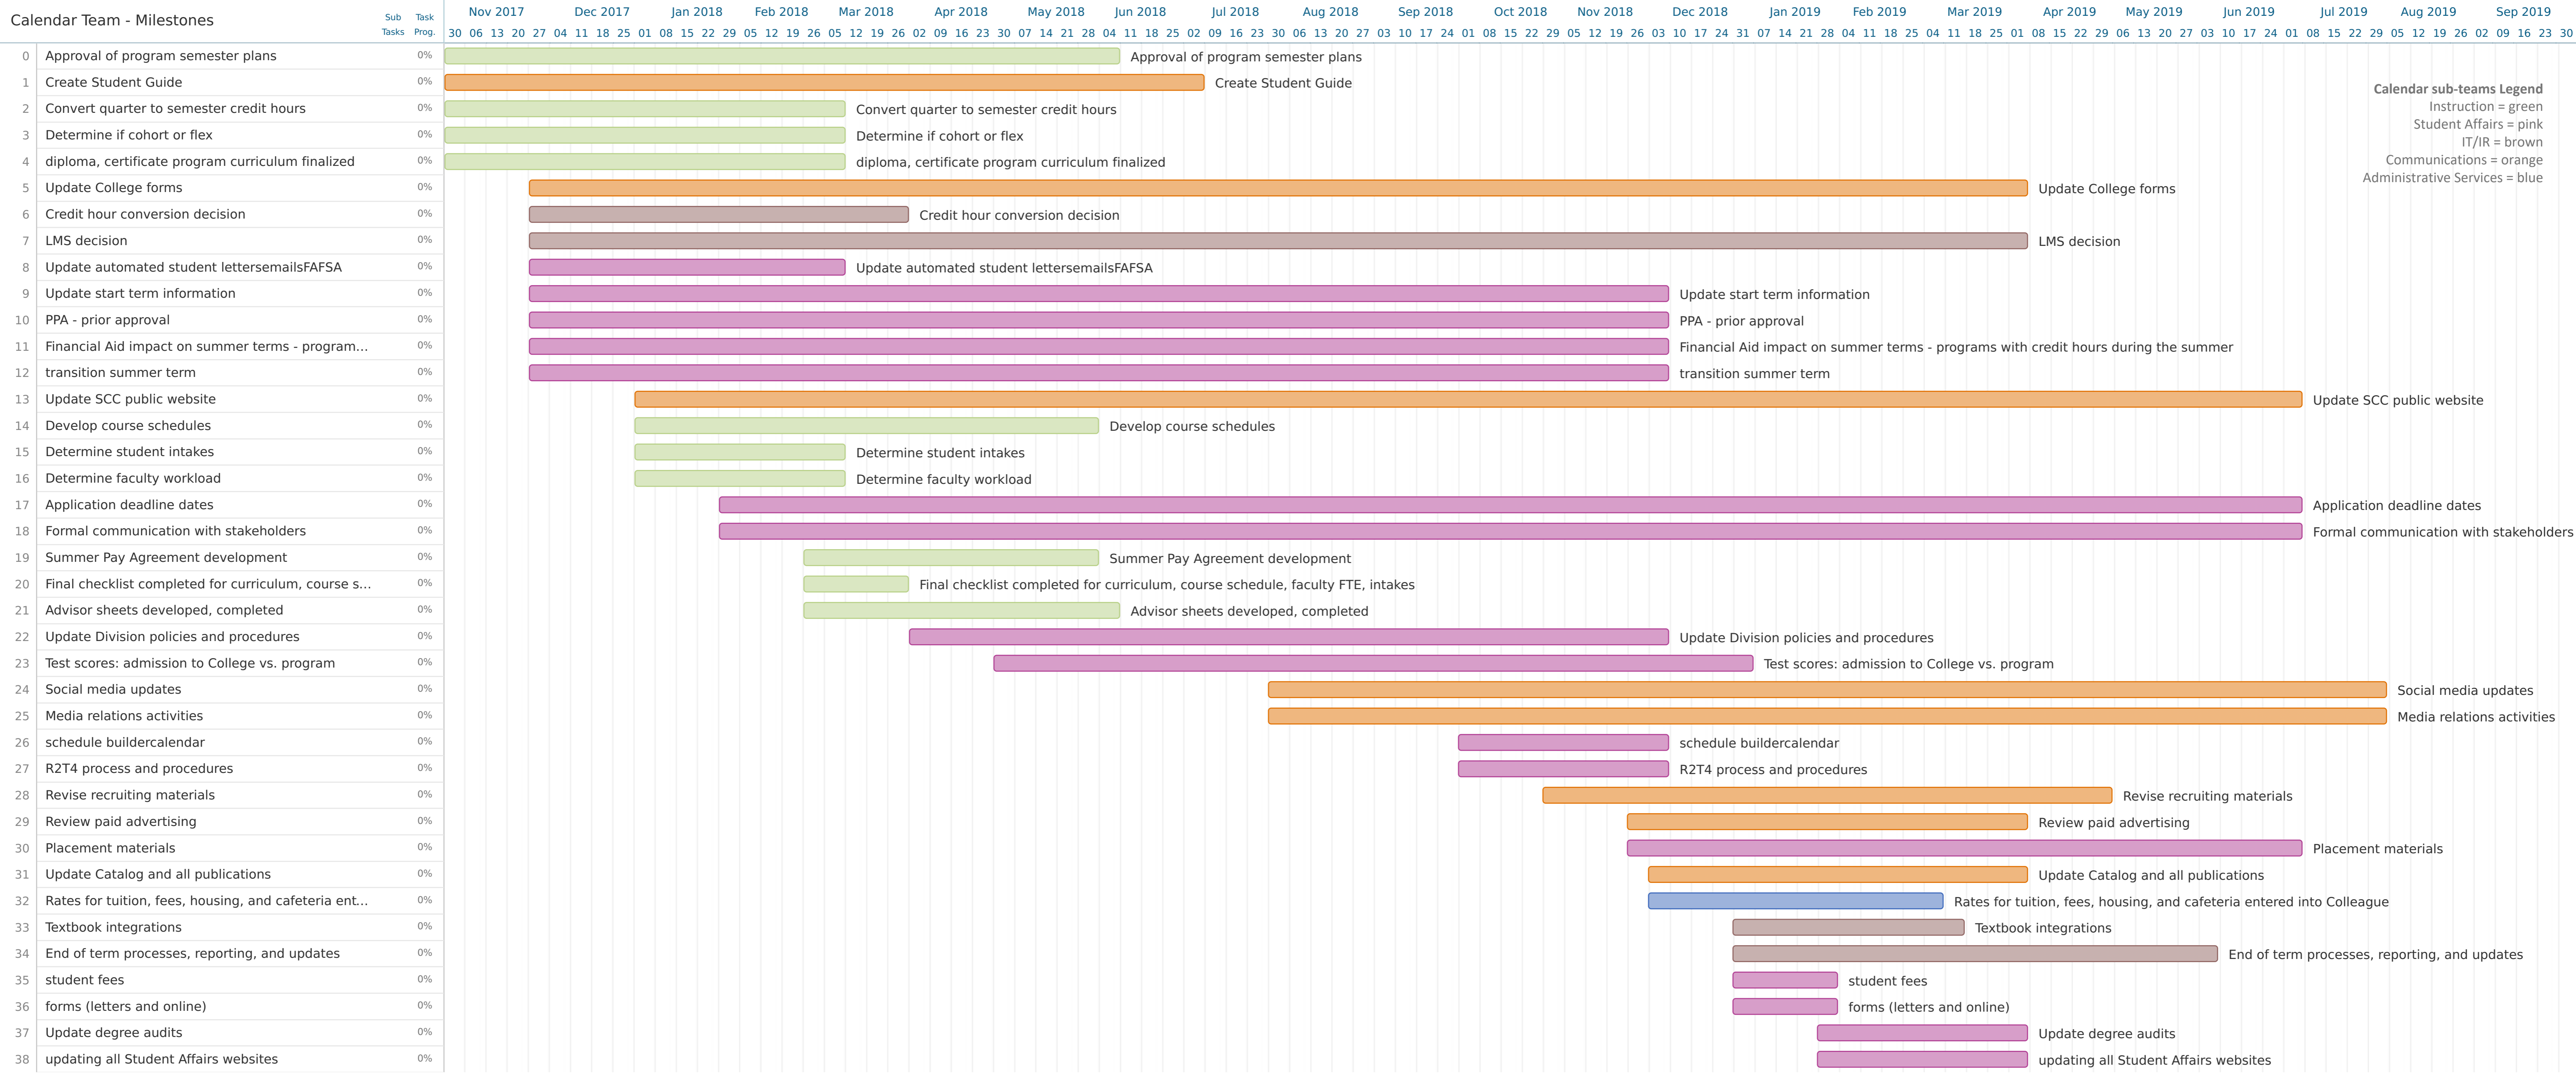 Calendar Team - Milestones
Sub Tasks
Task Prog.
Nov 2017 Dec 2017 Jan 2018 Feb 2018 Mar 2018 Apr 2018 May 2018 Jun 2018 Jul 2018 Aug 2018 Sep 2018 Oct 2018 Nov 2018 Dec 2018 Jan 2019 Feb 2019 Mar 2019 Apr 2019 May 2019 Jun 2019 Jul 2019 Aug 2019 Sep 2019
30 06 13 20 27 04 11 18 25 01 08 15 22 29 05 12 19 26 05 12 19 26 02 09 16 23 30 07 14 21 28 04 11 18 25 02 09 16 23 30 06 13 20 27 03 10 17 24 01 08 15 22 29 05 12 19 26 03 10 17 24 31 07 14 21 28 04 11 18 25 04 11 18 25 01 08 15 22 29 06 13 20 27 03 10 17 24 01 08 15 22 29 05 12 19 26 02 09 16 23 30
0 Approval of program semester plans 0% Approval of program semester plans
1 Create Student Guide 0% Create Student Guide
Calendar sub-teams Legend
Instruction = green
Student Affairs = pink
IT/IR = brown
Communications = orange
Administrative Services = blue
2 Convert quarter to semester credit hours 0% Convert quarter to semester credit hours
3 Determine if cohort or flex 0% Determine if cohort or flex
4 diploma, certificate program curriculum finalized 0% diploma, certificate program curriculum finalized
5 Update College forms 0% Update College forms
6 Credit hour conversion decision 0% Credit hour conversion decision
7 LMS decision 0% LMS decision
8 Update automated student lettersemailsFAFSA 0% Update automated student lettersemailsFAFSA
9 Update start term information 0% Update start term information
10 PPA - prior approval 0% PPA - prior approval
11 Financial Aid impact on summer terms - program... 0% Financial Aid impact on summer terms - programs with credit hours during the summer
12 transition summer term 0% transition summer term
13 Update SCC public website 0% Update SCC public website
14 Develop course schedules 0% Develop course schedules
15 Determine student intakes 0% Determine student intakes
16 Determine faculty workload 0% Determine faculty workload
17 Application deadline dates 0% Application deadline dates
18 Formal communication with stakeholders 0% Formal communication with stakeholders
19 Summer Pay Agreement development 0% Summer Pay Agreement development
20 Final checklist completed for curriculum, course s... 0% Final checklist completed for curriculum, course schedule, faculty FTE, intakes
21 Advisor sheets developed, completed 0% Advisor sheets developed, completed
22 Update Division policies and procedures 0% Update Division policies and procedures
23 Test scores: admission to College vs. program 0% Test scores: admission to College vs. program
24 Social media updates 0% Social media updates
25 Media relations activities 0% Media relations activities
26 schedule buildercalendar 0% schedule buildercalendar
27 R2T4 process and procedures 0% R2T4 process and procedures
28 Revise recruiting materials 0% Revise recruiting materials
29 Review paid advertising 0% Review paid advertising
30 Placement materials 0% Placement materials
31 Update Catalog and all publications 0% Update Catalog and all publications
32 Rates for tuition, fees, housing, and cafeteria ent... 0% Rates for tuition, fees, housing, and cafeteria entered into Colleague
33 Textbook integrations 0% Textbook integrations
34 End of term processes, reporting, and updates 0% End of term processes, reporting, and updates
35 student fees 0% student fees
36 forms (letters and online) 0% forms (letters and online)
37 Update degree audits 0% Update degree audits
38 updating all Student Affairs websites 0% updating all Student Affairs websites